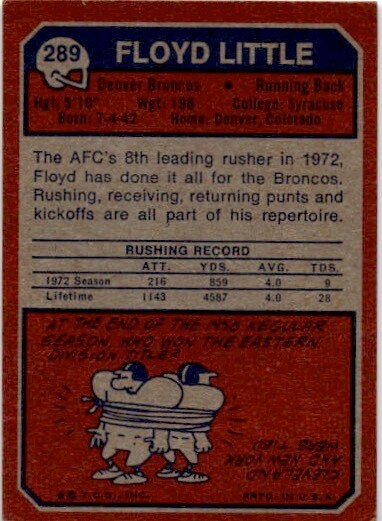 289
FLOYD LITTLE
Denver Broncos • Running Back
Hgt: 5'10" Wgt: 196 College: Syracuse
Born: 7-4-42 Home: Denver, Colorado
The AFC's 8th leading rusher in 1972,
Floyd has done it all for the Broncos.
Rushing, receiving, returning punts and
kickoffs are all part of his repertoire.
RUSHING RECORD
ATT. YDS. AVG. TDS.
1972 Season 216 859 4.0 9
Lifetime 1143 4587 4.0 28
AT THE END OF THE 1958 REGULAR
SEASON, WHO WON THE EASTERN
DIVISION TITLE?
CLEVELAND
AND NEW YORK
WERE TIED
© T.C.G., INC. PRTD. IN U.S.A.